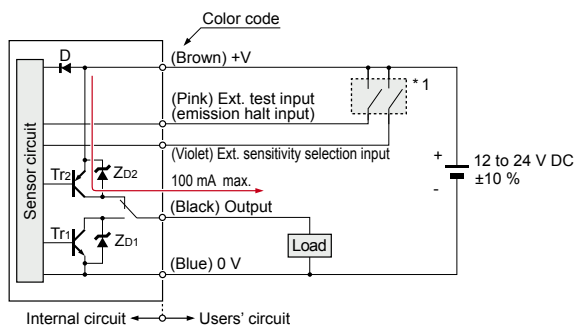 Color code
D
(Brown) +V
* 1
(Pink) Ext. test input
(emission halt input)
(Violet) Ext. sensitivity selection input
Sensor circuit
Tr2
ZD2
100 mA max.
+
12 to 24 V DC
±10 %
-
(Black) Output
Tr1
ZD1
Load
(Blue) 0 V
Internal circuit
Users' circuit